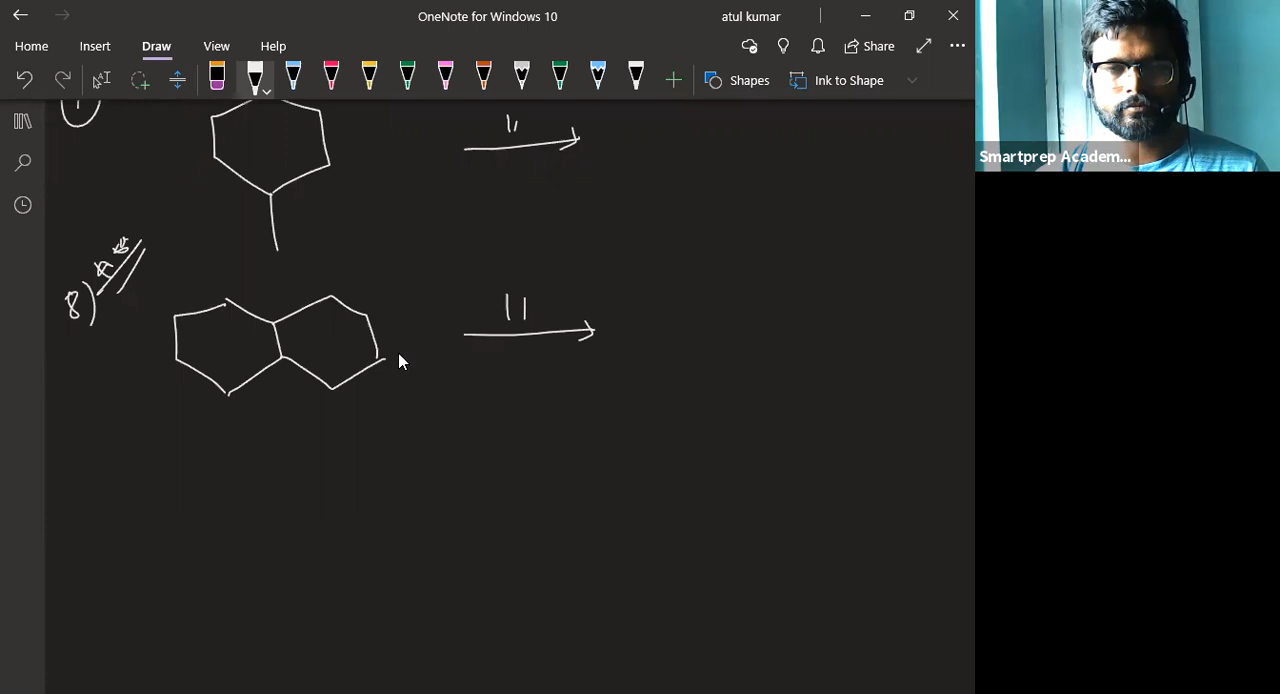 OneNote for Windows 10
atul kumar
Home Insert Draw View Help
Share
Shapes
Ink to Shape
Smartprep Academ...
8)
11